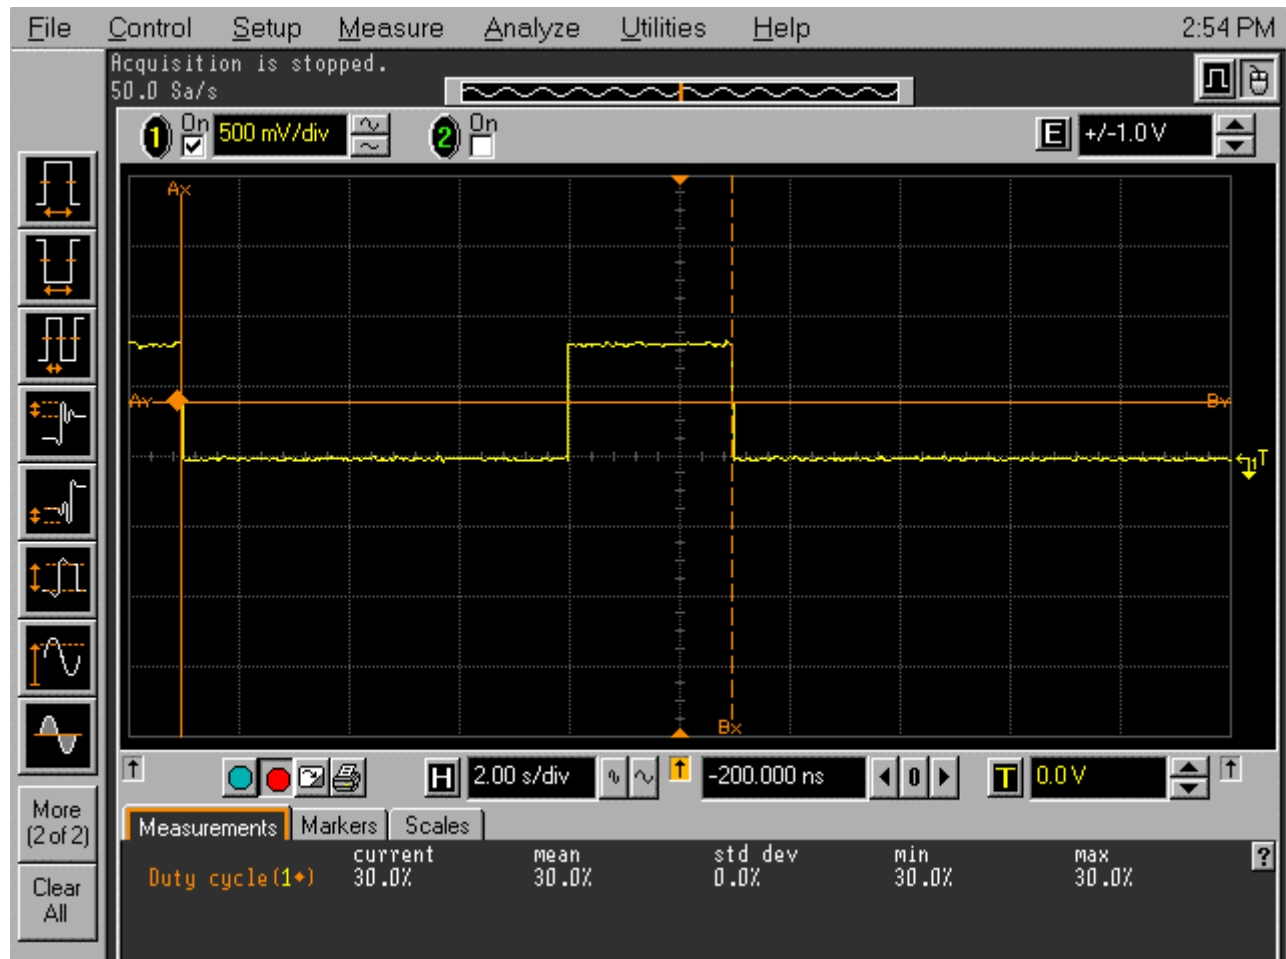 File Control Setup Measure Analyze Utilities Help 2:54 PM
Acquisition is stopped.
50.0 Sa/s
1 On 500 mV/div 2 On E +/-1.0 V
Ax
Ay By
T
1
Bx
H 2.00 s/div -200.000 ns 0 T 0.0 V
More
(2 of 2)
Clear
All
Measurements Markers Scales
current mean std dev min max ?
Duty cycle(1) 30.0% 30.0% 0.0% 30.0% 30.0%